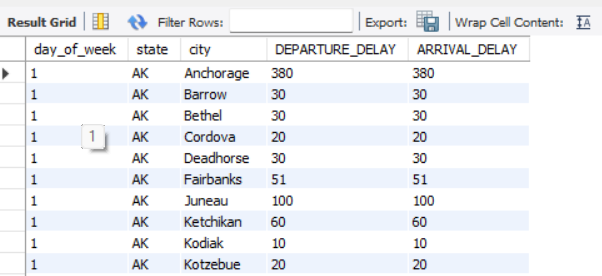 Result Grid Filter Rows: Export: Wrap Cell Content: IA
day_of_week state city DEPARTURE_DELAY ARRIVAL_DELAY
1 AK Anchorage 380 380
1 AK Barrow 30 30
1 AK Bethel 30 30
1 1 AK Cordova 20 20
1 AK Deadhorse 30 30
1 AK Fairbanks 51 51
1 AK Juneau 100 100
1 AK Ketchikan 60 60
1 AK Kodiak 10 10
1 AK Kotzebue 20 20